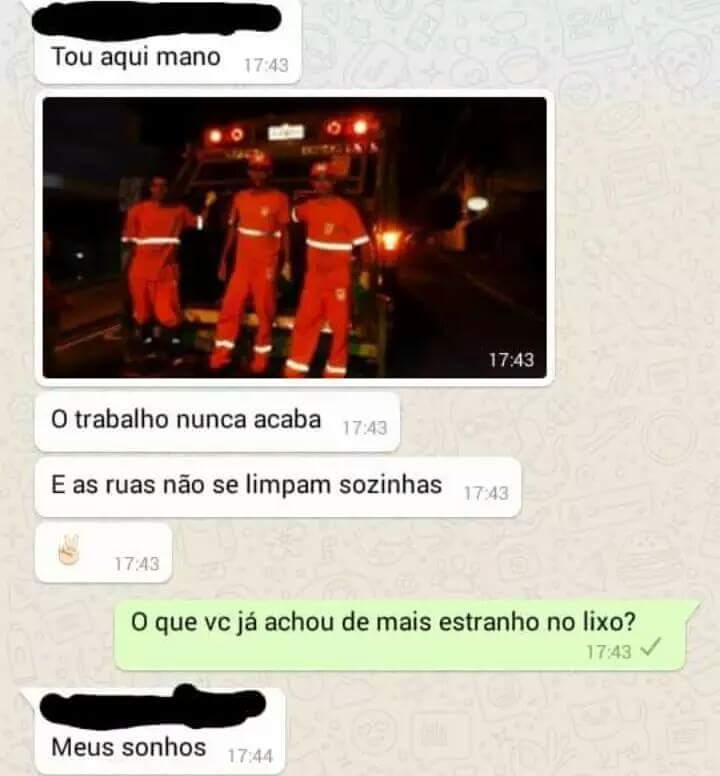 Tou aqui mano 17:43
17:43
O trabalho nunca acaba 17:43
E as ruas não se limpam sozinhas 17:43
✌🏻 17:43
O que vc já achou de mais estranho no lixo?
17:43
Meus sonhos 17:44